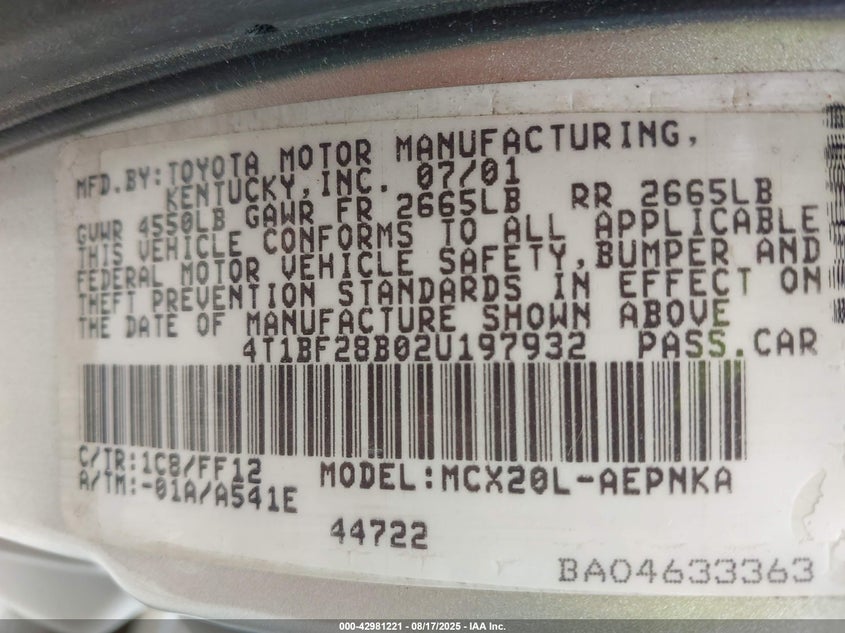 MFD.BY:TOYOTA MOTOR MANUFACTURING,
KENTUCKY,INC. 07/01
GVWR 4550LB GAWR FR 2665LB RR 2665LB
THIS VEHICLE CONFORMS TO ALL APPLICABLE
FEDERAL MOTOR VEHICLE SAFETY,BUMPER AND
THEFT PREVENTION STANDARDS IN EFFECT ON
THE DATE OF MANUFACTURE SHOWN ABOVE
4T1BF28B02U197932 PASS.CAR
C/TR:1C8/FF12
A/TM:-01A/A541E
MODEL:MCX20L-AEPNKA
44722
BA04633363
000-42981221 - 08/17/2025 - IAA Inc.